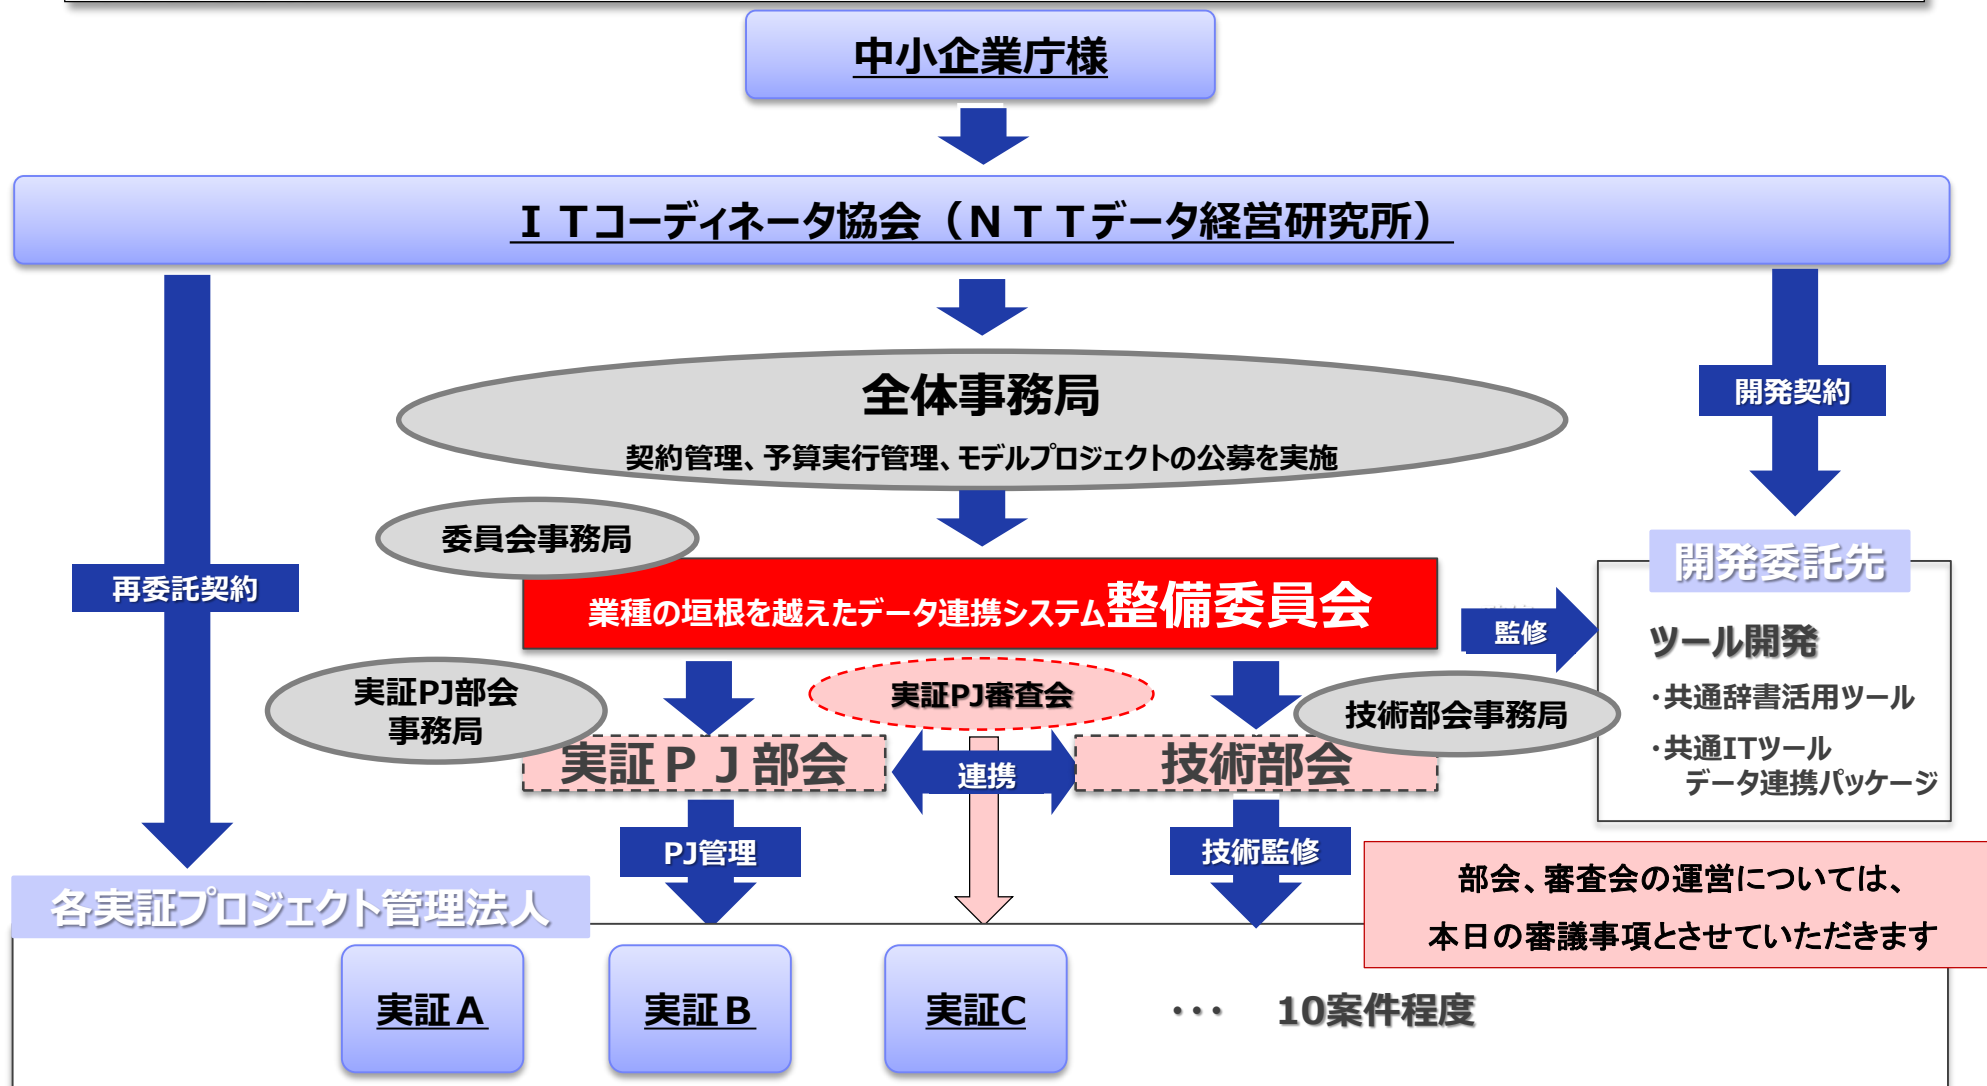 中小企業庁様
ＩＴコーディネータ協会（ＮＴＴデータ経営研究所）
全体事務局
契約管理、予算実行管理、モデルプロジェクトの公募を実施
開発契約
委員会事務局
開発委託先
再委託契約
業種の垣根を越えたデータ連携システム整備委員会
監修
ツール開発
・共通辞書活用ツール
・共通ITツール
データ連携パッケージ
実証PJ部会
事務局
実証PJ審査会
技術部会事務局
実証ＰＪ部会
連携
技術部会
PJ管理
技術監修
部会、審査会の運営については、
本日の審議事項とさせていただきます
各実証プロジェクト管理法人
実証Ａ
実証Ｂ
実証C
・・・ 10案件程度